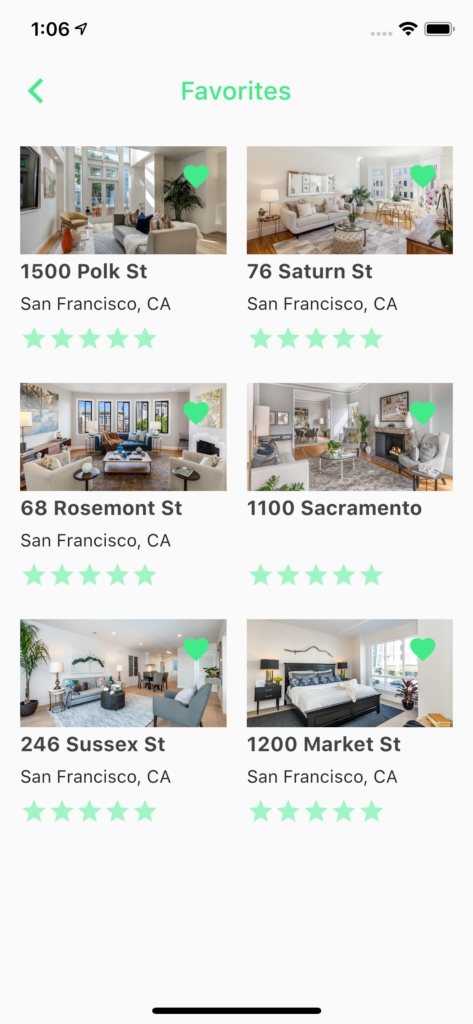 1:06
Favorites
1500 Polk St
San Francisco, CA
76 Saturn St
San Francisco, CA
68 Rosemont St
San Francisco, CA
1100 Sacramento
246 Sussex St
San Francisco, CA
1200 Market St
San Francisco, CA